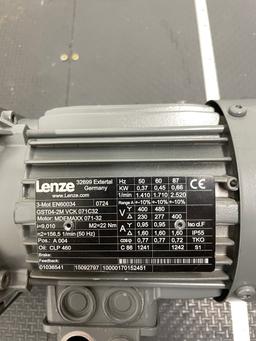 Lenze 32699 Extertal Germany
Hz 50 60 87
KW 0,37 0,45 0,66
3-Mot EN60034 0724 1/min 1.410 1.710 2.520
Range +-10% +-10% +-10%
GST04-2M VCK 071C32 V 400 480
Motor: MDFMAXX 071-32 230 277 400
i=9,010 M2=22 Nm A 0,95 0,95 Iso cl.F
n2=156,5 1/min (50 Hz) 1,60 1,60 1,60 IP55
Pos.: A 004 cosφ 0,77 0,77 0,72 TKO
Oil: CLP 460 C 86 1241 1242 S1
Brake:
Feedback:
01036541 15092797 10000170152451